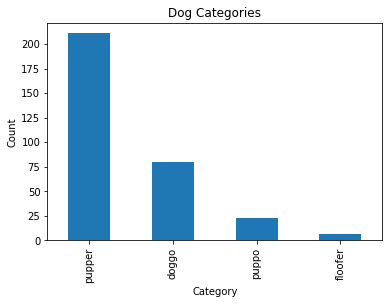 Dog Categories
Count
200
175
150
125
100
75
50
25
0
pupper
doggo
puppo
floofer
Category